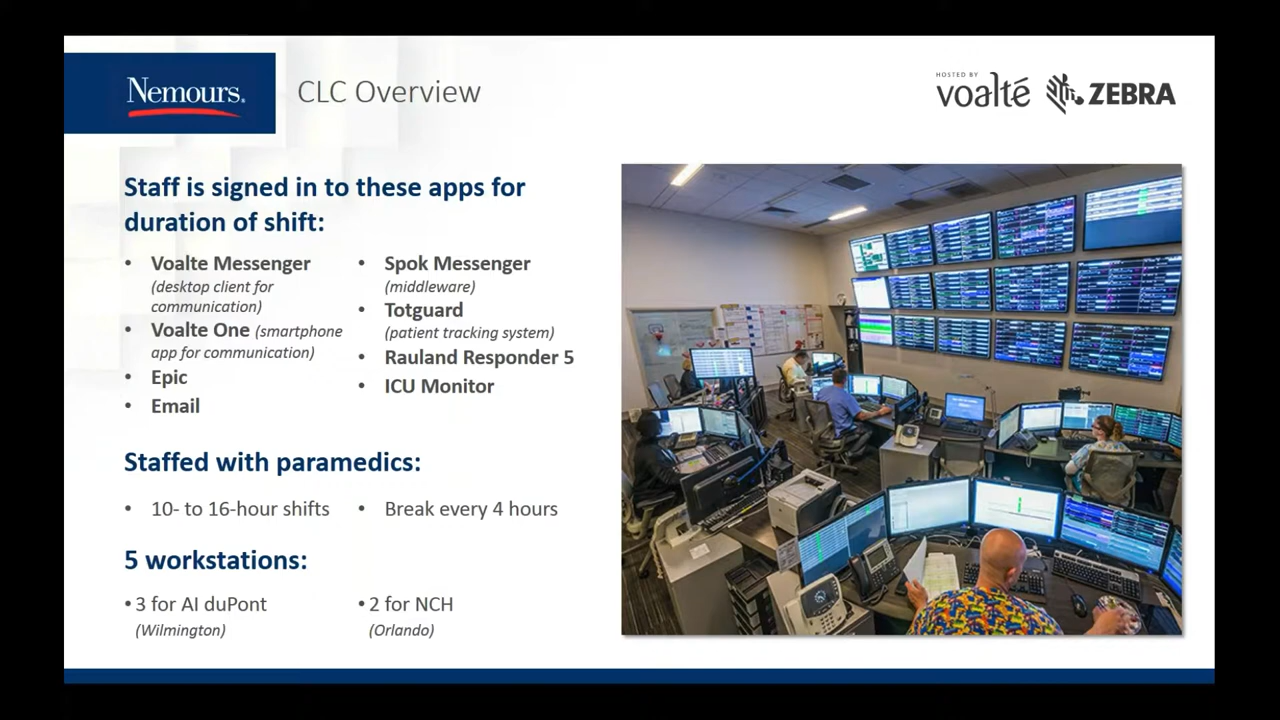 Nemours.
CLC Overview
HOSTED BY
voalté
ZEBRA
Staff is signed in to these apps for
duration of shift:
• Voalte Messenger
(desktop client for
communication)
• Voalte One (smartphone
app for communication)
• Epic
• Email
• Spok Messenger
(middleware)
• Totguard
(patient tracking system)
• Rauland Responder 5
• ICU Monitor
Staffed with paramedics:
• 10- to 16-hour shifts
• Break every 4 hours
5 workstations:
• 3 for AI duPont
(Wilmington)
• 2 for NCH
(Orlando)